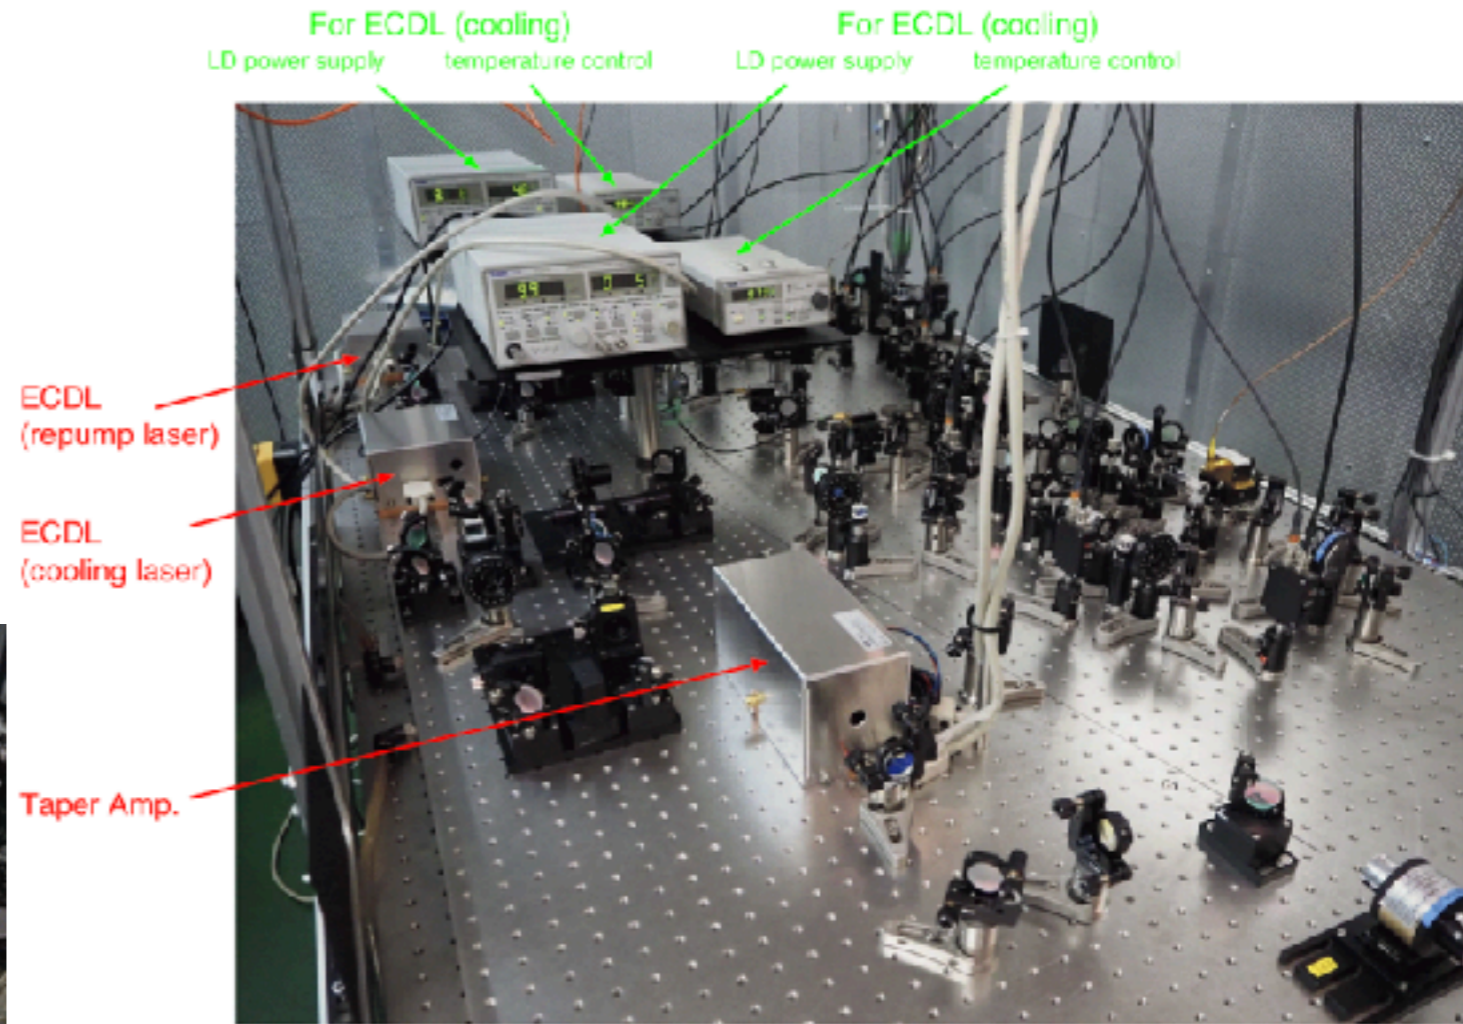 For ECDL (cooling)
LD power supply temperature control
For ECDL (cooling)
LD power supply temperature control
ECDL
(repump laser)
ECDL
(cooling laser)
Taper Amp.